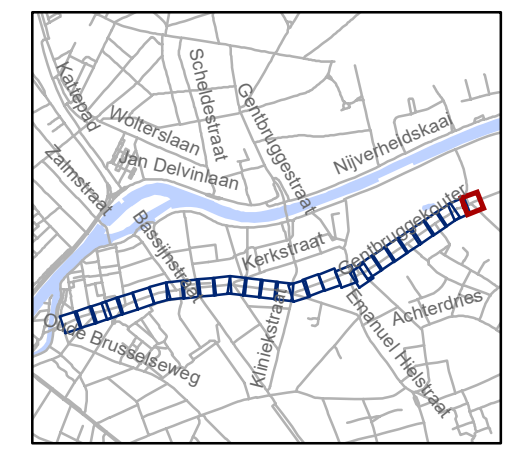 Kattepad
Scheldestraat
Gentbruggestraat
Wolterslaan
Nijverheidskaai
Zalmstraat
Jan Delvinlaan
Bassijnstraat
Kerkstraat
Gentbruggekouter
Oude Brusselseweg
Kliniekstraat
Emanuel Hielstraat
Achterdries